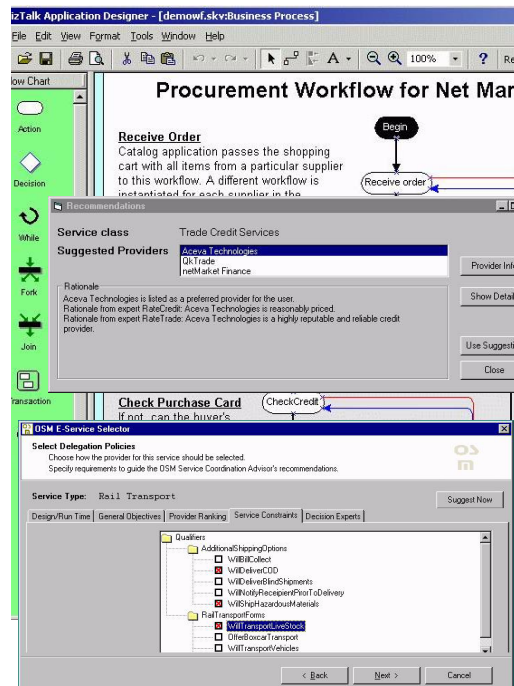 izTalk Application Designer - [demowf.skv:Business Process]
File Edit View Format Tools Window Help
100%
Re
ow Chart
Procurement Workflow for Net Mar
Action
Decision
While
Fork
Join
ransaction
Receive Order
Catalog application passes the shopping
cart with all items from a particular supplier
to this workflow. A different workflow is
instantiated for each supplier in the
Begin
Receive order
Recommendations
Service class Trade Credit Services
Suggested Providers Aceva Technologies
QkTrade
netMarket Finance
Provider Inf
Rationale
Aceva Technologies is listed as a preferred provider for the user.
Rationale from expert RateCredit: Aceva Technologies is reasonably priced.
Rationale from expert RateTrade: Aceva Technologies is a highly reputable and reliable credit
provider.
Show Detail
Use Suggesti
Close
Check Purchase Card
If not, can the buyer's
CheckCredit
OSM E-Service Selector
Select Delegation Policies
Choose how the provider for this service should be selected.
Specify requirements to guide the OSM Service Coordination Advisor's recommendations.
OSM
Service Type: Rail Transport
Suggest Now
Design/Run Time General Objectives Provider Ranking Service Constraints Decision Experts
Qualifiers
AdditionalShippingOptions
WillBillCollect
WillDeliverCOD
WillDeliverBlindShipments
WillNotifyReceipientPriorToDelivery
WillShipHazardousMaterials
RailTransportForms
WillTransportLiveStock
OfferBoxcarTransport
WillTransportVehicles
< Back Next > Cancel